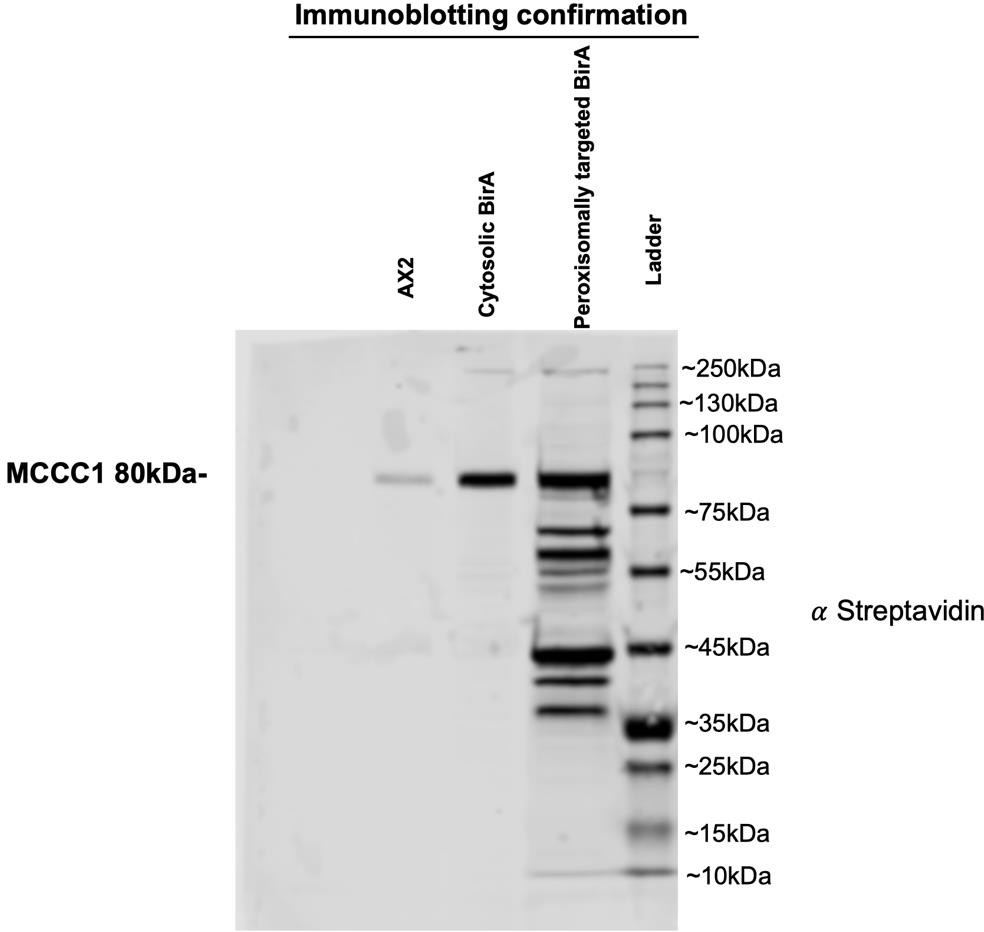 Immunoblotting confirmation
AX2
Cytosolic BirA
Peroxisomally targeted BirA
Ladder
~250kDa
~130kDa
~100kDa
MCCC1 80kDa-
~75kDa
~55kDa
α Streptavidin
~45kDa
~35kDa
~25kDa
~15kDa
~10kDa